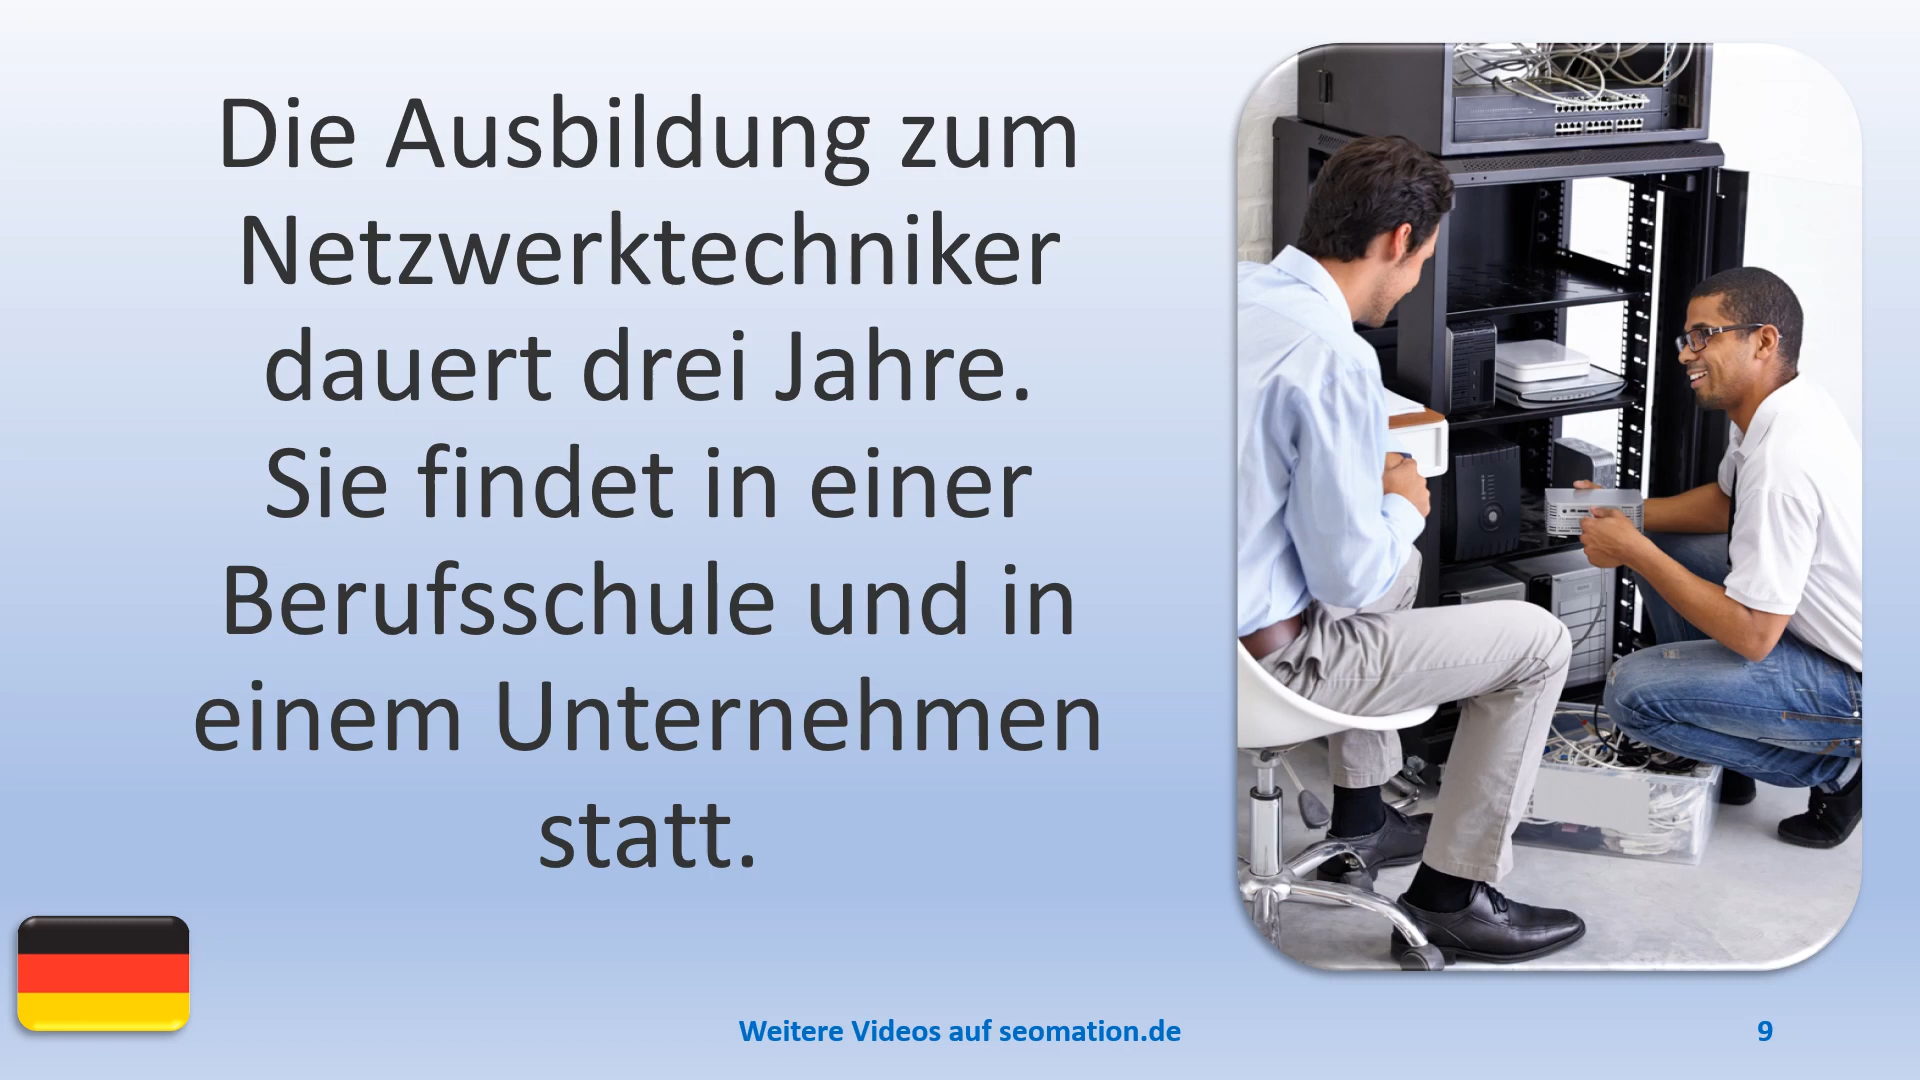 Die Ausbildung zum
Netzwerktechniker
dauert drei Jahre.
Sie findet in einer
Berufsschule und in
einem Unternehmen
statt.
Weitere Videos auf seomation.de
9